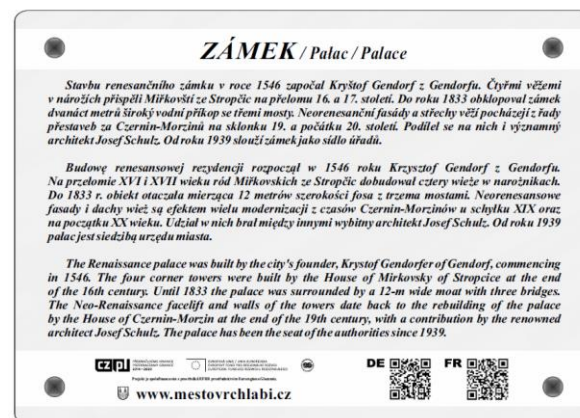 ZÁMEK / Pałac / Palace
Stavbu renesančního zámku v roce 1546 započal Kryštof Gendorf z Gendorfu. Čtyřmi věžemi
v nárožích přispěli Miřkovští ze Stropčic na přelomu 16. a 17. století. Do roku 1833 obklopoval zámek
dvanáct metrů široký vodní příkop se třemi mosty. Neorenesanční fasády a střechy věží pocházejí z řady
přestaveb za Czernin-Morzinů na sklonku 19. a počátku 20. století. Podílel se na nich i významný
architekt Josef Schulz. Od roku 1939 slouží zámek jako sídlo úřadů.
Budowę renesansowej rezydencji rozpoczął w 1546 roku Krzysztof Gendorf z Gendorfu.
Na przełomie XVI i XVII wieku ród Miřkovskich ze Stropčic dobudował cztery wieże w narożnikach.
Do 1833 r. obiekt otaczała mierząca 12 metrów szerokości fosa z trzema mostami. Neorenesansowe
fasady i dachy wież są efektem wielu modernizacji z czasów Czernin-Morzinów u schyłku XIX oraz
na początku XX wieku. Udział w nich brał między innymi wybitny architekt Josef Schulz. Od roku 1939
pałac jest siedzibą urzędu miasta.
The Renaissance palace was built by the city's founder, Krystof Gendorfer of Gendorf, commencing
in 1546. The four corner towers were built by the House of Mirkovsky of Stropcice at the end
of the 16th century. Until 1833 the palace was surrounded by a 12-m wide moat with three bridges.
The Neo-Renaissance facelift and walls of the towers date back to the rebuilding of the palace
by the House of Czernin-Morzin at the end of the 19th century, with a contribution by the renowned
architect Josef Schulz. The palace has been the seat of the authorities since 1939.
cz pl
DE FR
www.mestovrchlabi.cz